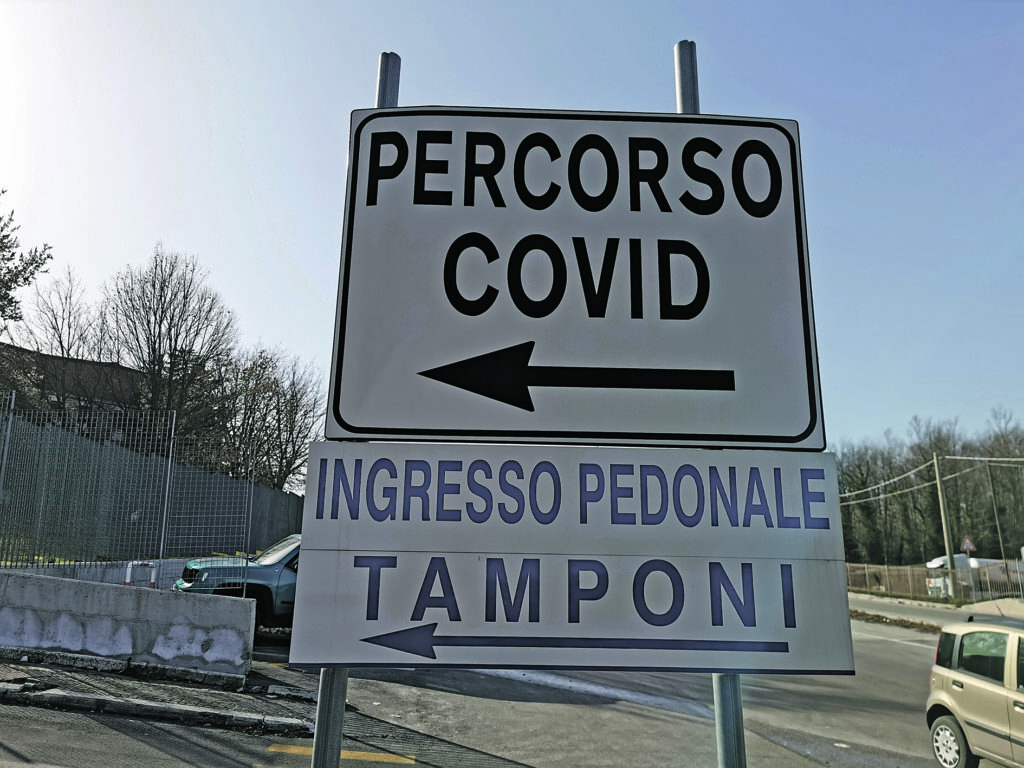 PERCORSO
COVID
INGRESSO PEDONALE
TAMPONI